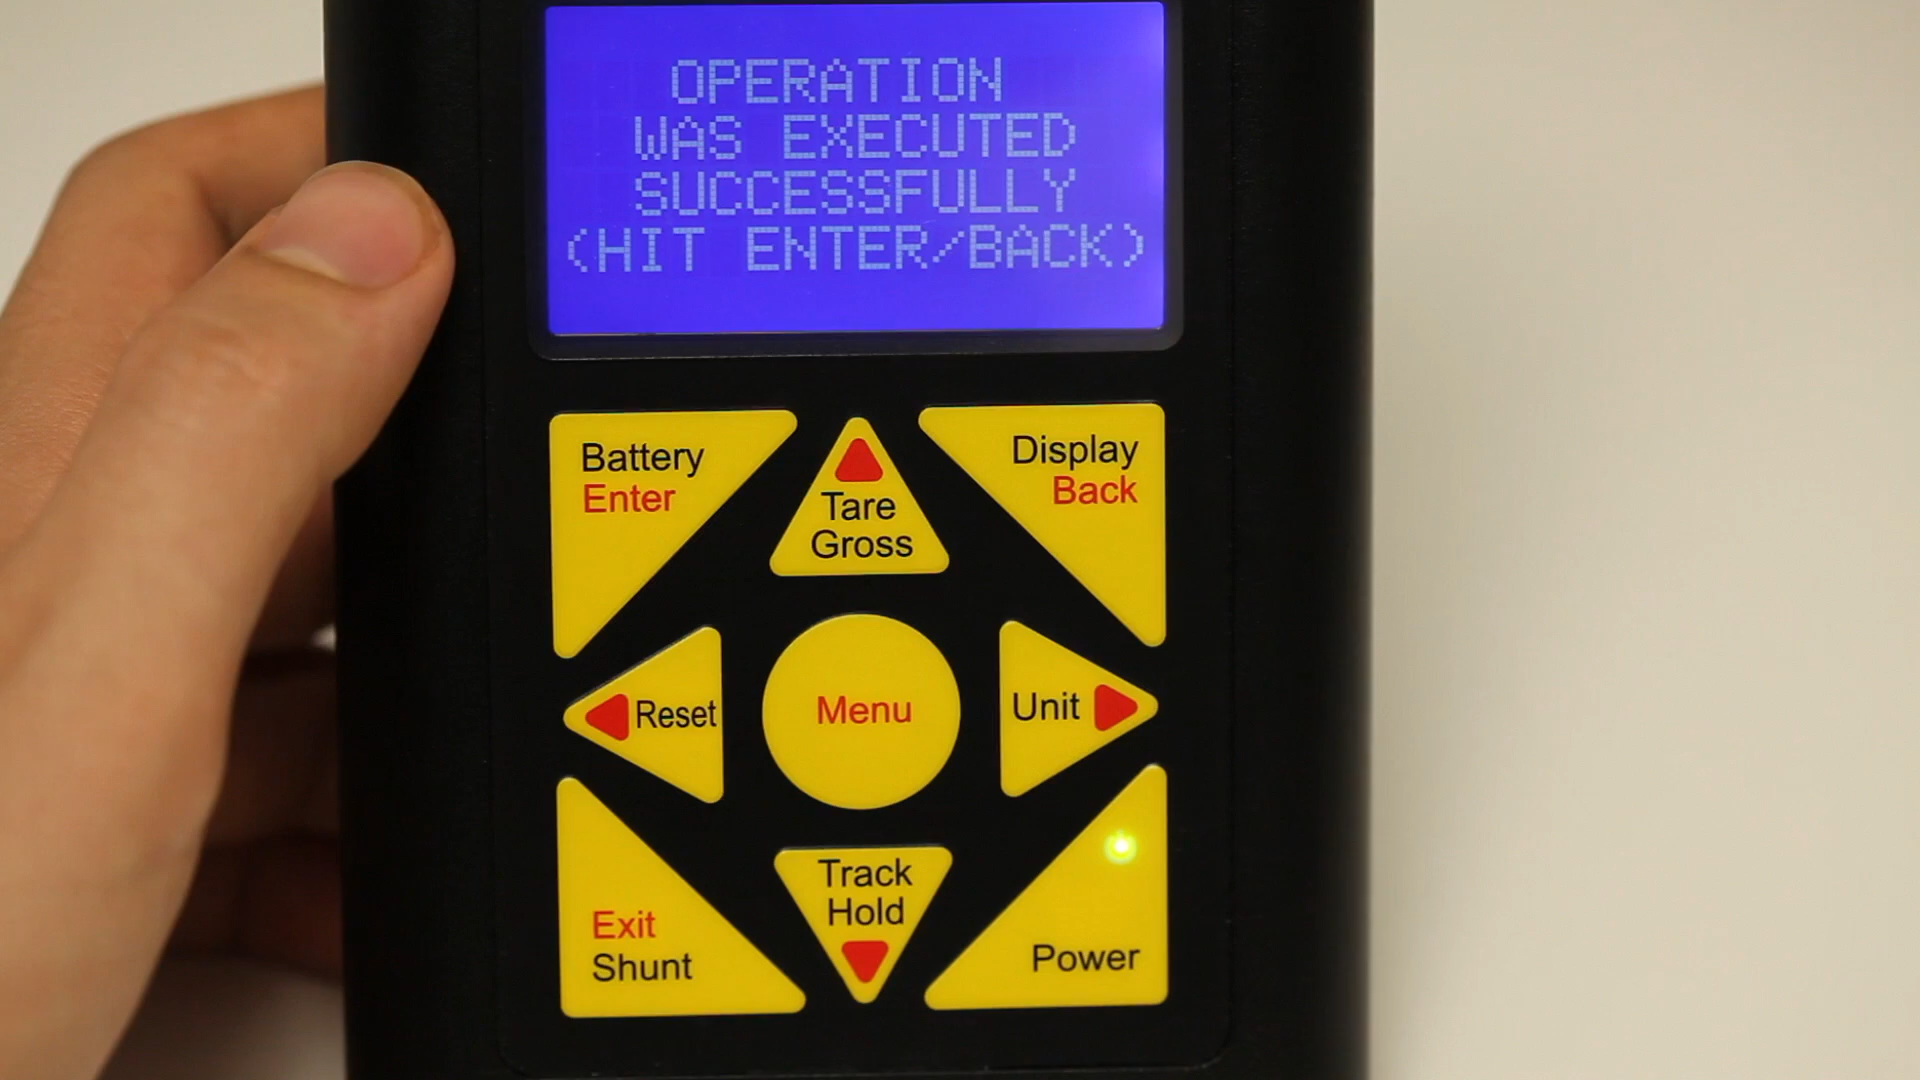 OPERATION
WAS EXECUTED
SUCCESSFULLY
(HIT ENTER/BACK)
Battery
Enter
Tare
Gross
Display
Back
Reset
Menu
Unit
Exit
Shunt
Track
Hold
Power